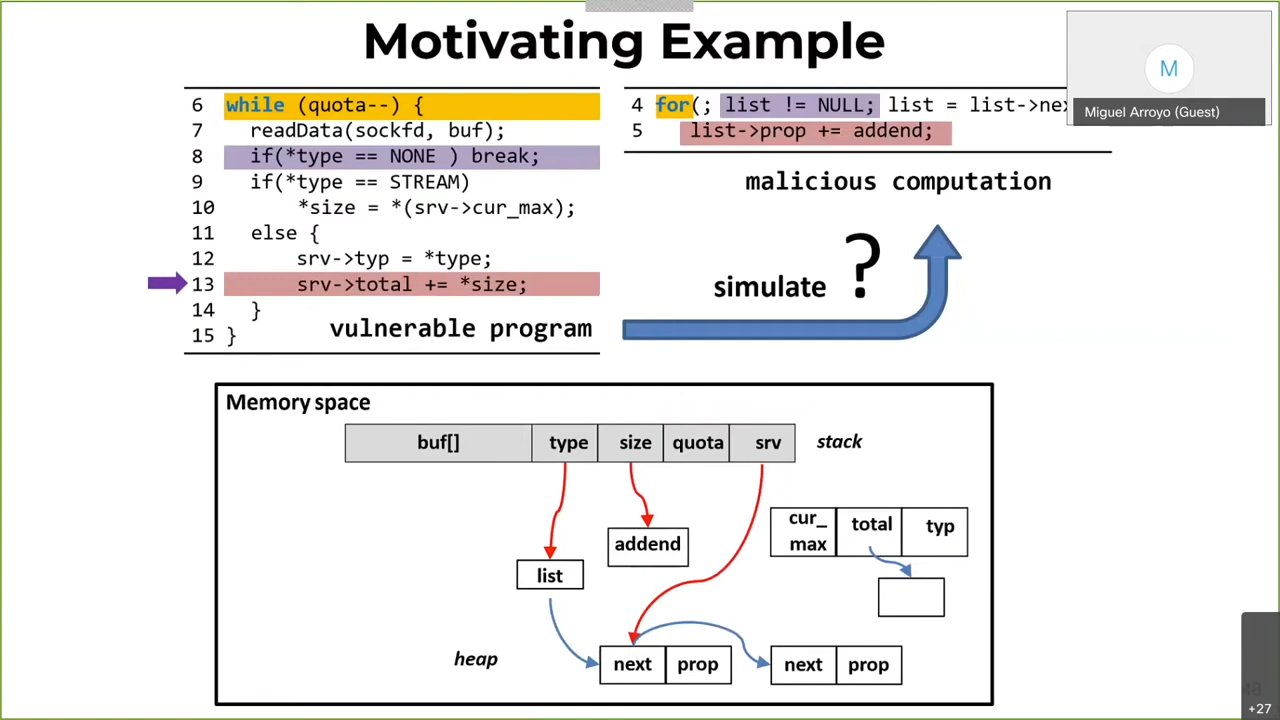 Motivating Example
6 while (quota--) {
7 readData(sockfd, buf);
8 if(*type == NONE ) break;
9 if(*type == STREAM)
10 *size = *(srv->cur_max);
11 else {
12 srv->typ = *type;
13 srv->total += *size;
14 }
15 }
vulnerable program
4 for(; list != NULL; list = list->ne
5 list->prop += addend;
malicious computation
simulate ?
M
Miguel Arroyo (Guest)
Memory space
buf[] type size quota srv stack
cur_
max
total typ
addend
list
heap
next prop
next prop
+27